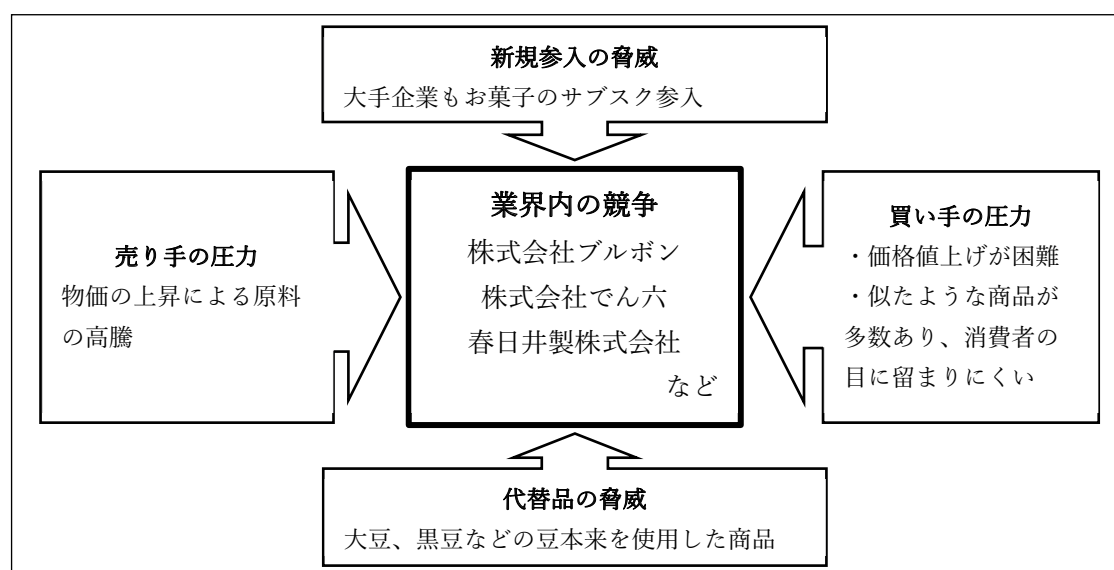 新規参入の脅威
大手企業もお菓子のサブスク参入
売り手の圧力
物価の上昇による原料
の高騰
業界内の競争
株式会社ブルボン
株式会社でん六
春日井製株式会社
など
買い手の圧力
・価格値上げが困難
・似たような商品が
多数あり、消費者の
目に留まりにくい
代替品の脅威
大豆、黒豆などの豆本来を使用した商品